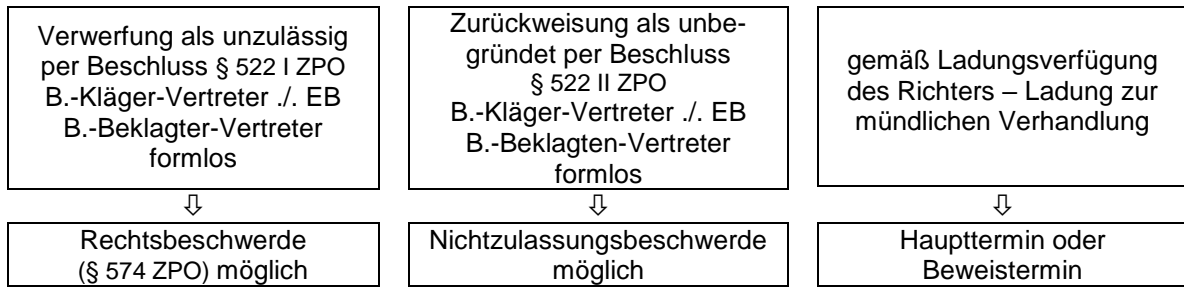 Verwerfung als unzulässig
per Beschluss § 522 I ZPO
B.-Kläger-Vertreter ./. EB
B.-Beklagter-Vertreter
formlos
⇩
Rechtsbeschwerde
(§ 574 ZPO) möglich
Zurückweisung als unbe-
gründet per Beschluss
§ 522 II ZPO
B.-Kläger-Vertreter ./. EB
B.-Beklagten-Vertreter
formlos
⇩
Nichtzulassungsbeschwerde
möglich
gemäß Ladungsverfügung
des Richters – Ladung zur
mündlichen Verhandlung
⇩
Haupttermin oder
Beweistermin